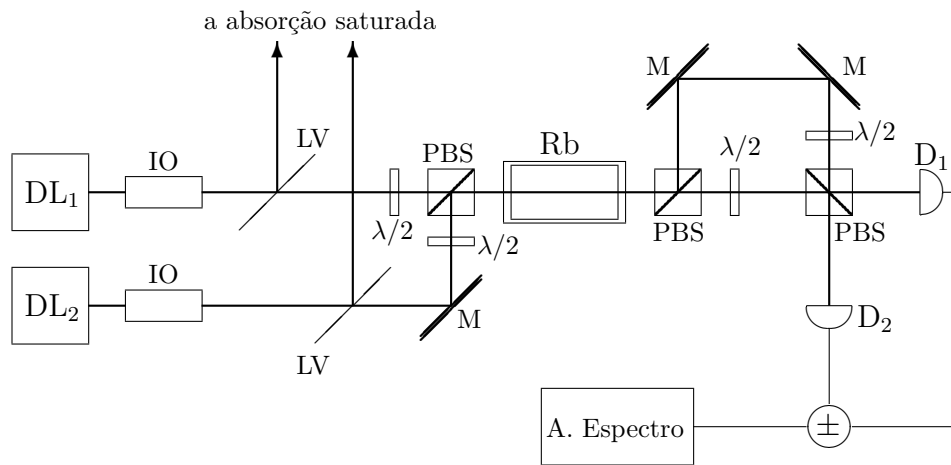 a absorção saturada
M
M
LV
IO
PBS
Rb
λ/2
λ/2
D₁
DL₁
λ/2
PBS
PBS
λ/2
IO
DL₂
M
D₂
LV
A. Espectro
±